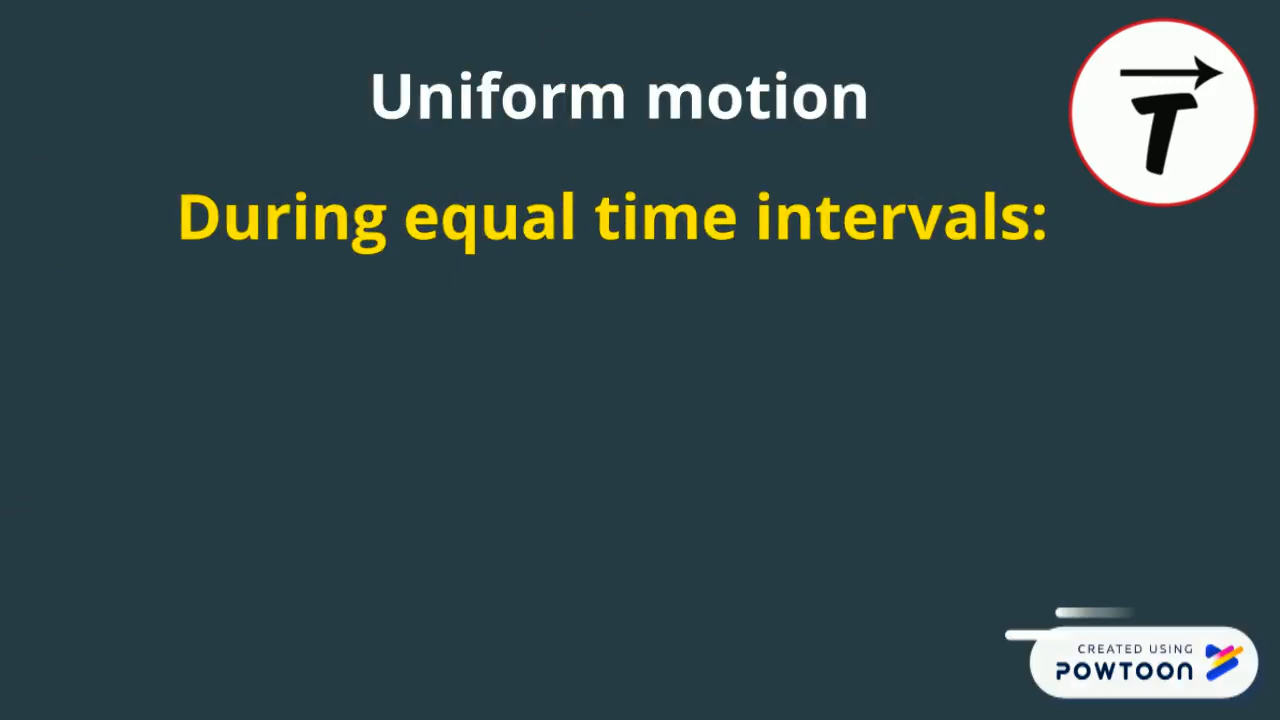 Uniform motion
T
During equal time intervals:
CREATED USING
POWTOON